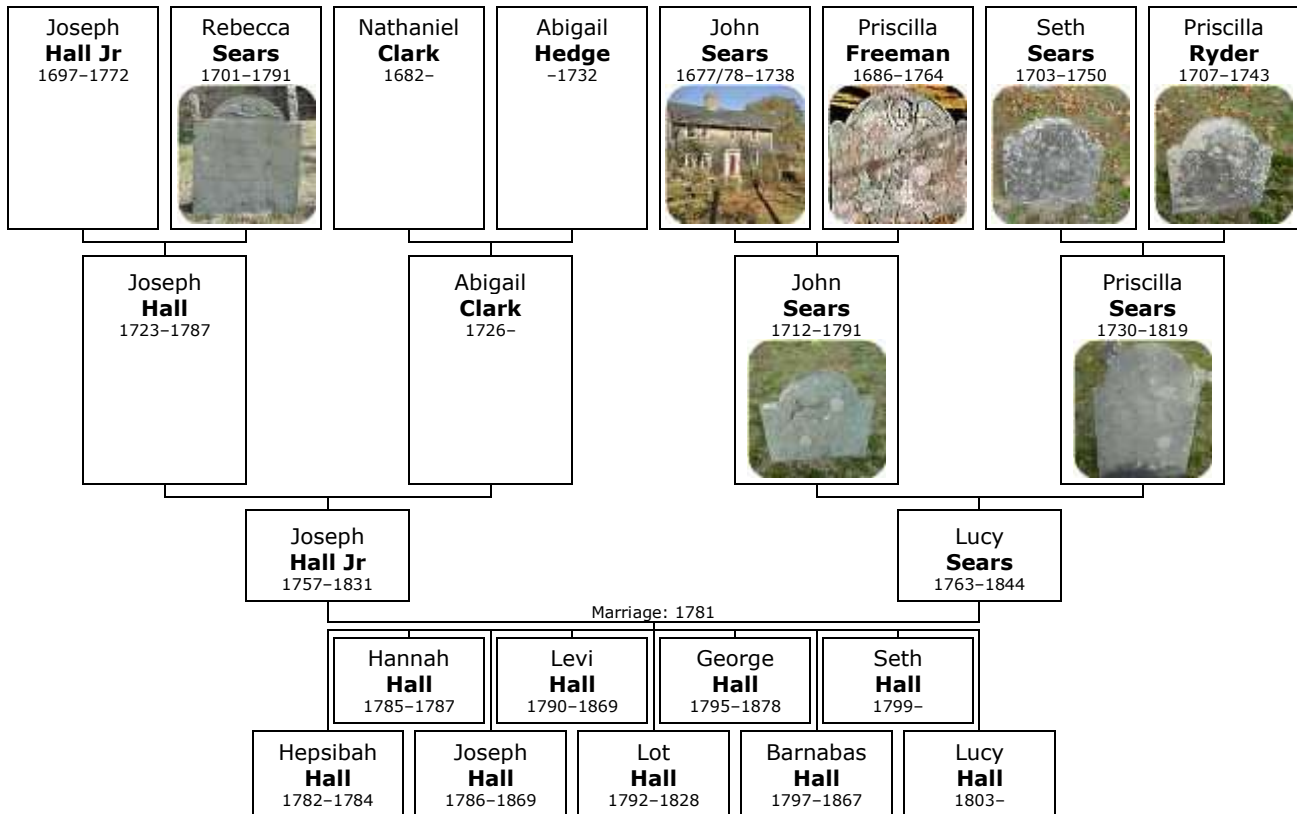 Joseph
Hall Jr
1697–1772
Rebecca
Sears
1701–1791
Nathaniel
Clark
1682–
Abigail
Hedge
–1732
John
Sears
1677/78–1738
Priscilla
Freeman
1686–1764
Seth
Sears
1703–1750
Priscilla
Ryder
1707–1743
Joseph
Hall
1723–1787
Abigail
Clark
1726–
John
Sears
1712–1791
Priscilla
Sears
1730–1819
Joseph
Hall Jr
1757–1831
Lucy
Sears
1763–1844
Marriage: 1781
Hannah
Hall
1785–1787
Levi
Hall
1790–1869
George
Hall
1795–1878
Seth
Hall
1799–
Hepsibah
Hall
1782–1784
Joseph
Hall
1786–1869
Lot
Hall
1792–1828
Barnabas
Hall
1797–1867
Lucy
Hall
1803–